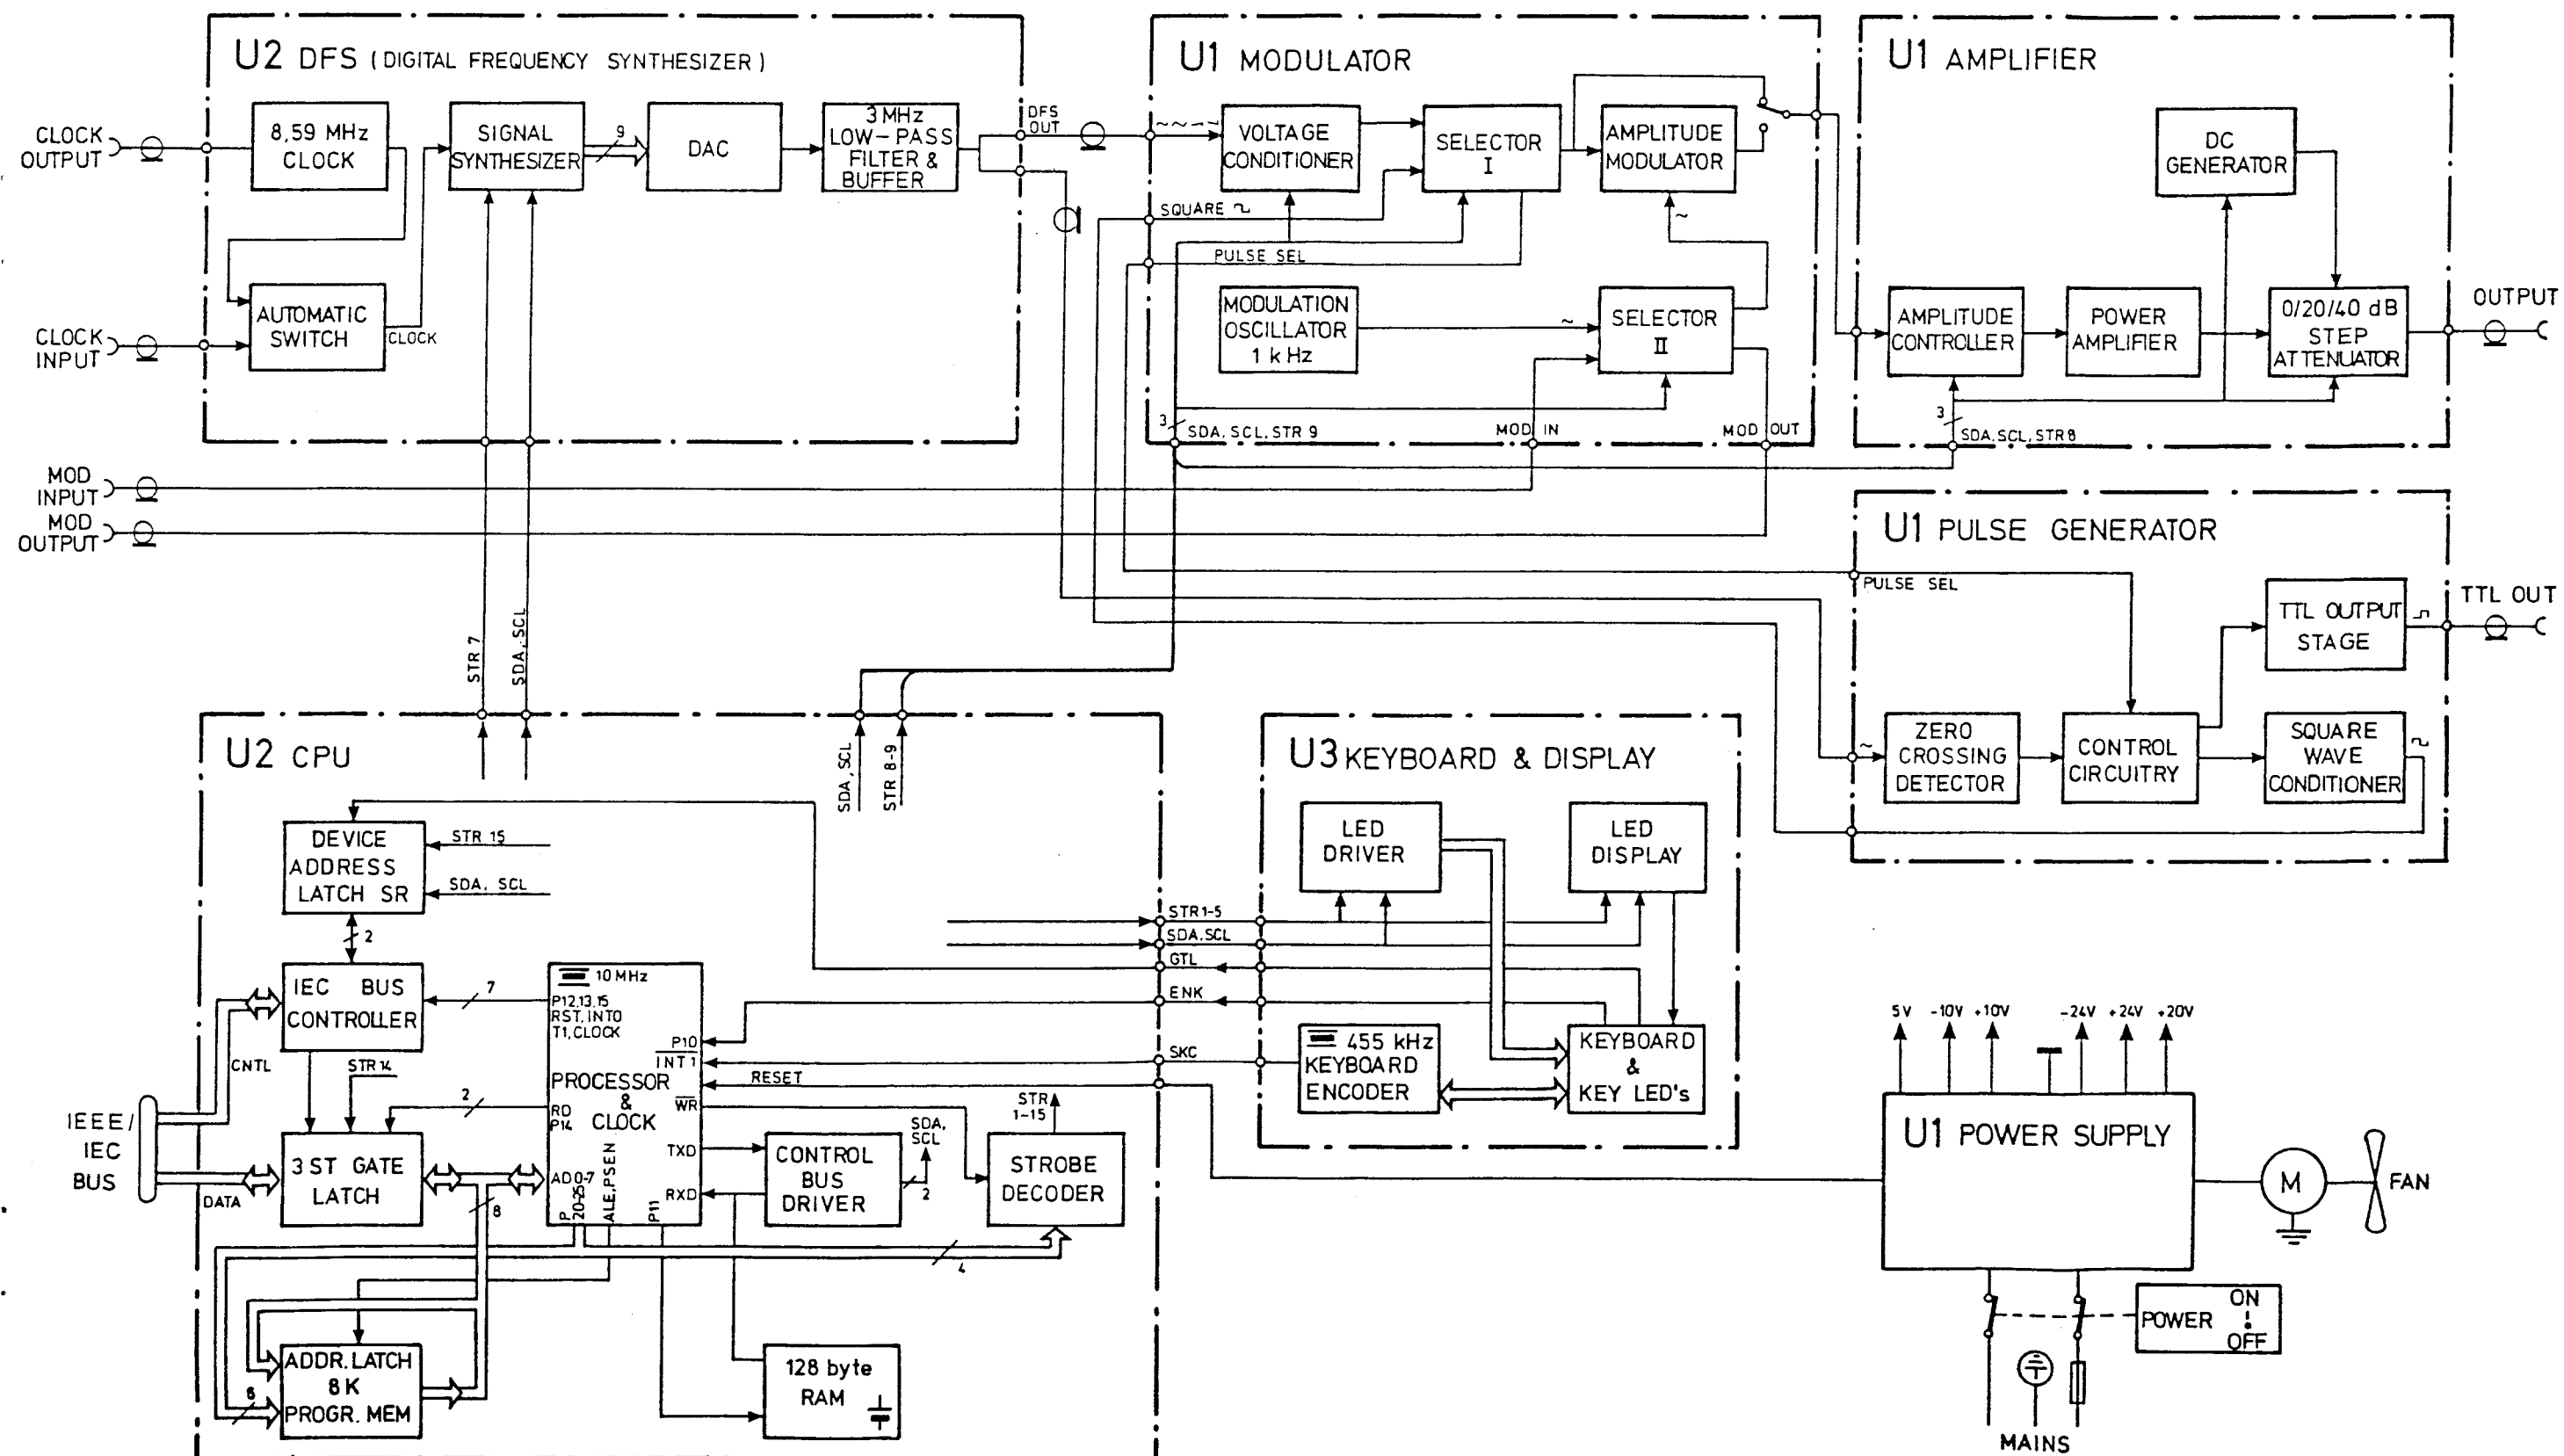 U2 DFS (DIGITAL FREQUENCY SYNTHESIZER)
CLOCK
OUTPUT
8,59 MHz
CLOCK
SIGNAL
SYNTHESIZER
9
DAC
3 MHz
LOW-PASS
FILTER &
BUFFER
DFS
OUT
AUTOMATIC
SWITCH
CLOCK
CLOCK
INPUT
U1 MODULATOR
VOLTAGE
CONDITIONER
SELECTOR
I
AMPLITUDE
MODULATOR
SQUARE
PULSE SEL
MODULATION
OSCILLATOR
1 kHz
SELECTOR
II
3
SDA, SCL, STR 9
MOD IN
MOD OUT
U1 AMPLIFIER
DC
GENERATOR
AMPLITUDE
CONTROLLER
POWER
AMPLIFIER
0/20/40 dB
STEP
ATTENUATOR
OUTPUT
3
SDA, SCL, STR 8
MOD
INPUT
MOD
OUTPUT
STR 7
SDA, SCL
U1 PULSE GENERATOR
PULSE SEL
TTL OUTPUT
STAGE
TTL OUT
ZERO
CROSSING
DETECTOR
CONTROL
CIRCUITRY
SQUARE
WAVE
CONDITIONER
U2 CPU
SDA, SCL
STR 8-9
DEVICE
ADDRESS
LATCH SR
STR 15
SDA, SCL
2
IEC BUS
CONTROLLER
7
CNTL
STR 14
2
IEEE/
IEC
BUS
DATA
3 ST GATE
LATCH
8
10 MHz
P12,13,15
RST, INTO
T1, CLOCK
P10
INT 1
PROCESSOR
&
CLOCK
RD
P14
WR
TXD
RXD
AD 0-7
P
20-25
ALE, PSEN
P11
RESET
CONTROL
BUS
DRIVER
SDA,
SCL
2
STR
1-15
STROBE
DECODER
4
ADDR. LATCH
8K
PROGR. MEM
6
128 byte
RAM
U3 KEYBOARD & DISPLAY
LED
DRIVER
LED
DISPLAY
STR 1-5
SDA, SCL
GTL
ENK
SKC
455 kHz
KEYBOARD
ENCODER
KEYBOARD
&
KEY LED's
5V
-10V
+10V
-24V
+24V
+20V
U1 POWER SUPPLY
M
FAN
POWER
ON
OFF
MAINS